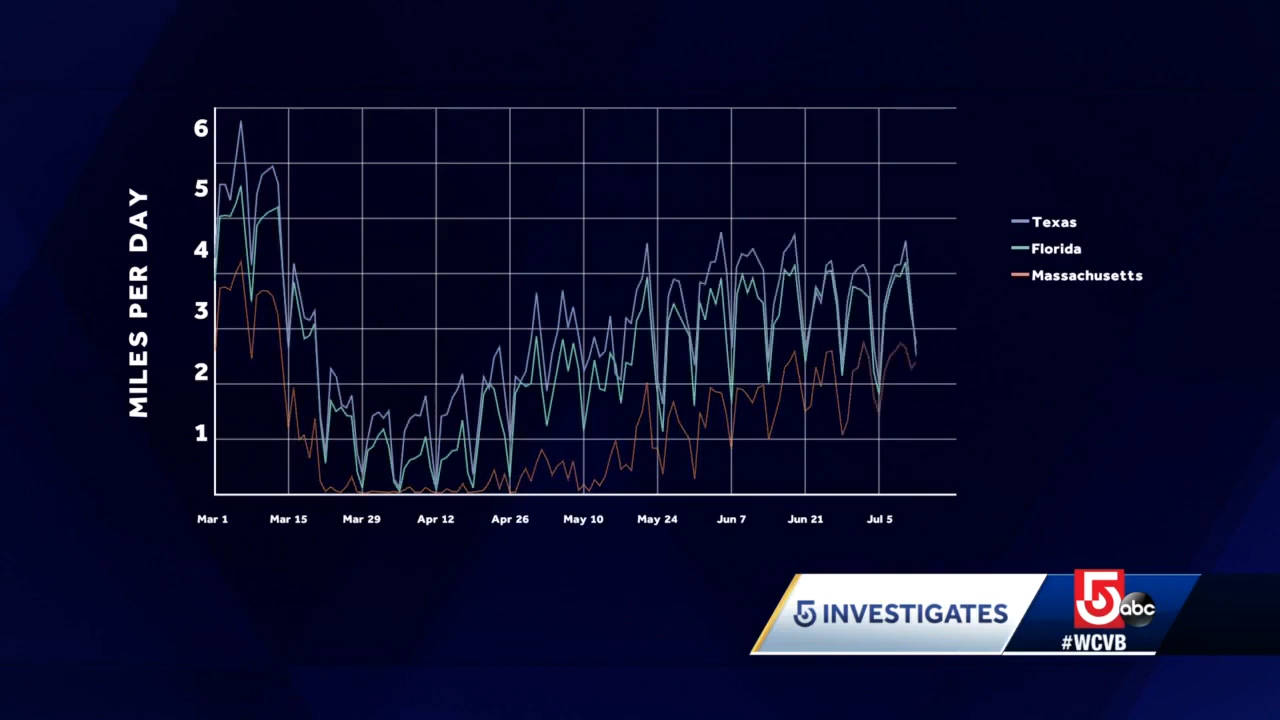 6
5
4
3
2
1
MILES PER DAY
Mar 1 Mar 15 Mar 29 Apr 12 Apr 26 May 10 May 24 Jun 7 Jun 21 Jul 5
Texas
Florida
Massachusetts
5 INVESTIGATES
5 abc
#WCVB